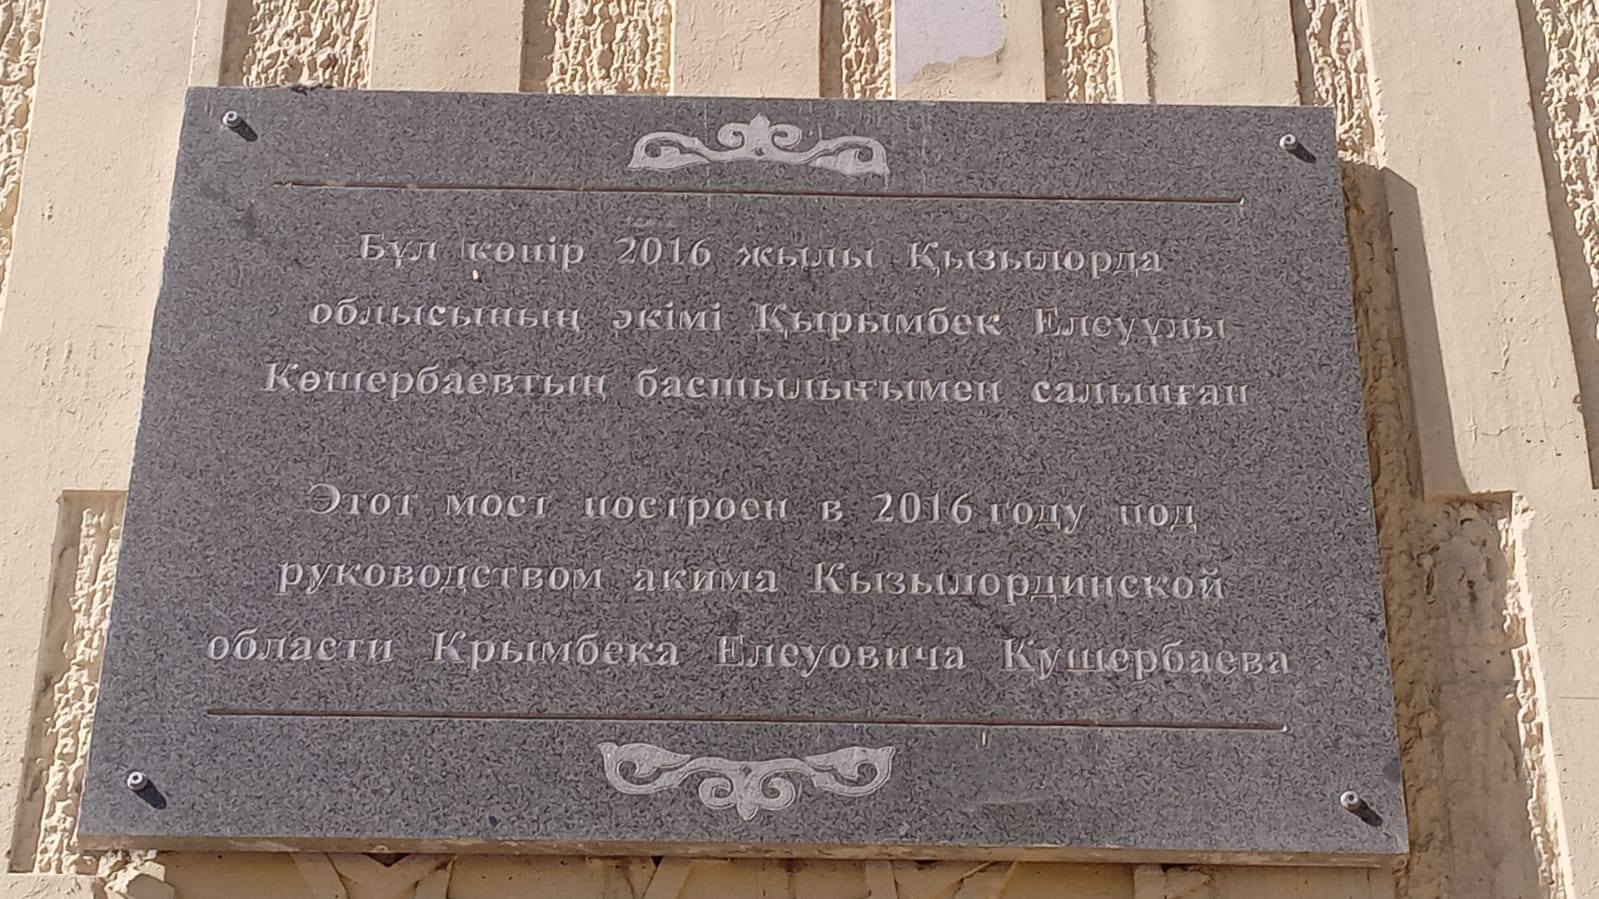 Бұл көпір 2016 жылы Қызылорда
облысының әкімі Қырымбек Елеуұлы
Көшербаевтың басшылығымен салынған
Этот мост построен в 2016 году под
руководством акима Кызылординской
области Крымбека Елеуовича Кушербаева